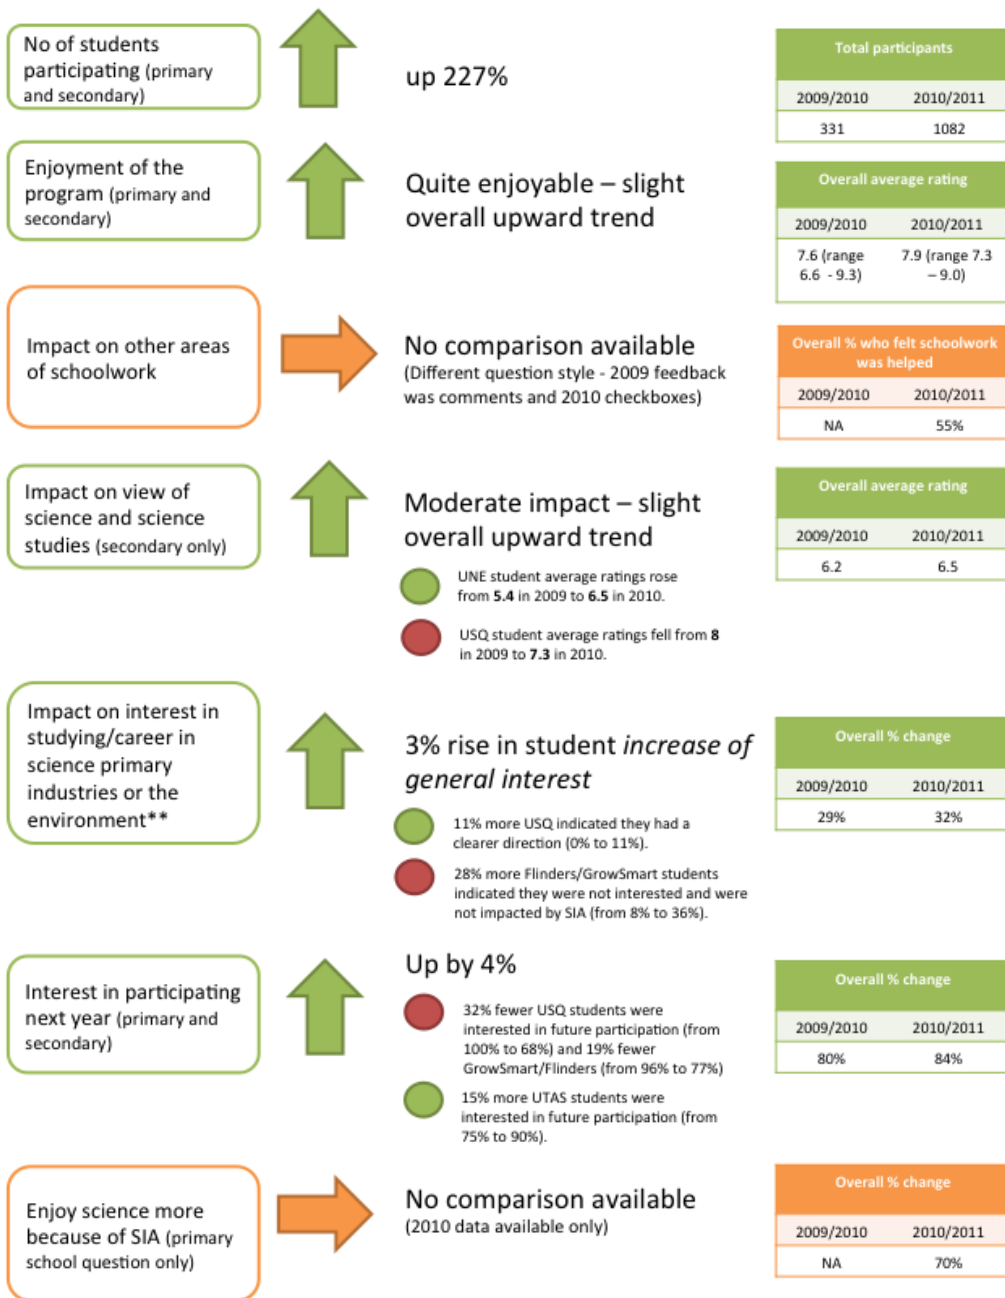 No of students
participating (primary
and secondary)
up 227%
Total participants
2009/2010 2010/2011
331 1082
Enjoyment of the
program (primary and
secondary)
Quite enjoyable – slight
overall upward trend
Overall average rating
2009/2010 2010/2011
7.6 (range 7.9 (range 7.3
6.6 - 9.3) – 9.0)
Impact on other areas
of schoolwork
No comparison available
(Different question style - 2009 feedback
was comments and 2010 checkboxes)
Overall % who felt schoolwork
was helped
2009/2010 2010/2011
NA 55%
Impact on view of
science and science
studies (secondary only)
Moderate impact – slight
overall upward trend
UNE student average ratings rose
from 5.4 in 2009 to 6.5 in 2010.
USQ student average ratings fell from 8
in 2009 to 7.3 in 2010.
Overall average rating
2009/2010 2010/2011
6.2 6.5
Impact on interest in
studying/career in
science primary
industries or the
environment**
3% rise in student increase of
general interest
11% more USQ indicated they had a
clearer direction (0% to 11%).
28% more Flinders/GrowSmart students
indicated they were not interested and were
not impacted by SIA (from 8% to 36%).
Overall % change
2009/2010 2010/2011
29% 32%
Interest in participating
next year (primary and
secondary)
Up by 4%
32% fewer USQ students were
interested in future participation (from
100% to 68%) and 19% fewer
GrowSmart/Flinders (from 96% to 77%)
15% more UTAS students were
interested in future participation (from
75% to 90%).
Overall % change
2009/2010 2010/2011
80% 84%
Enjoy science more
because of SIA (primary
school question only)
No comparison available
(2010 data available only)
Overall % change
2009/2010 2010/2011
NA 70%